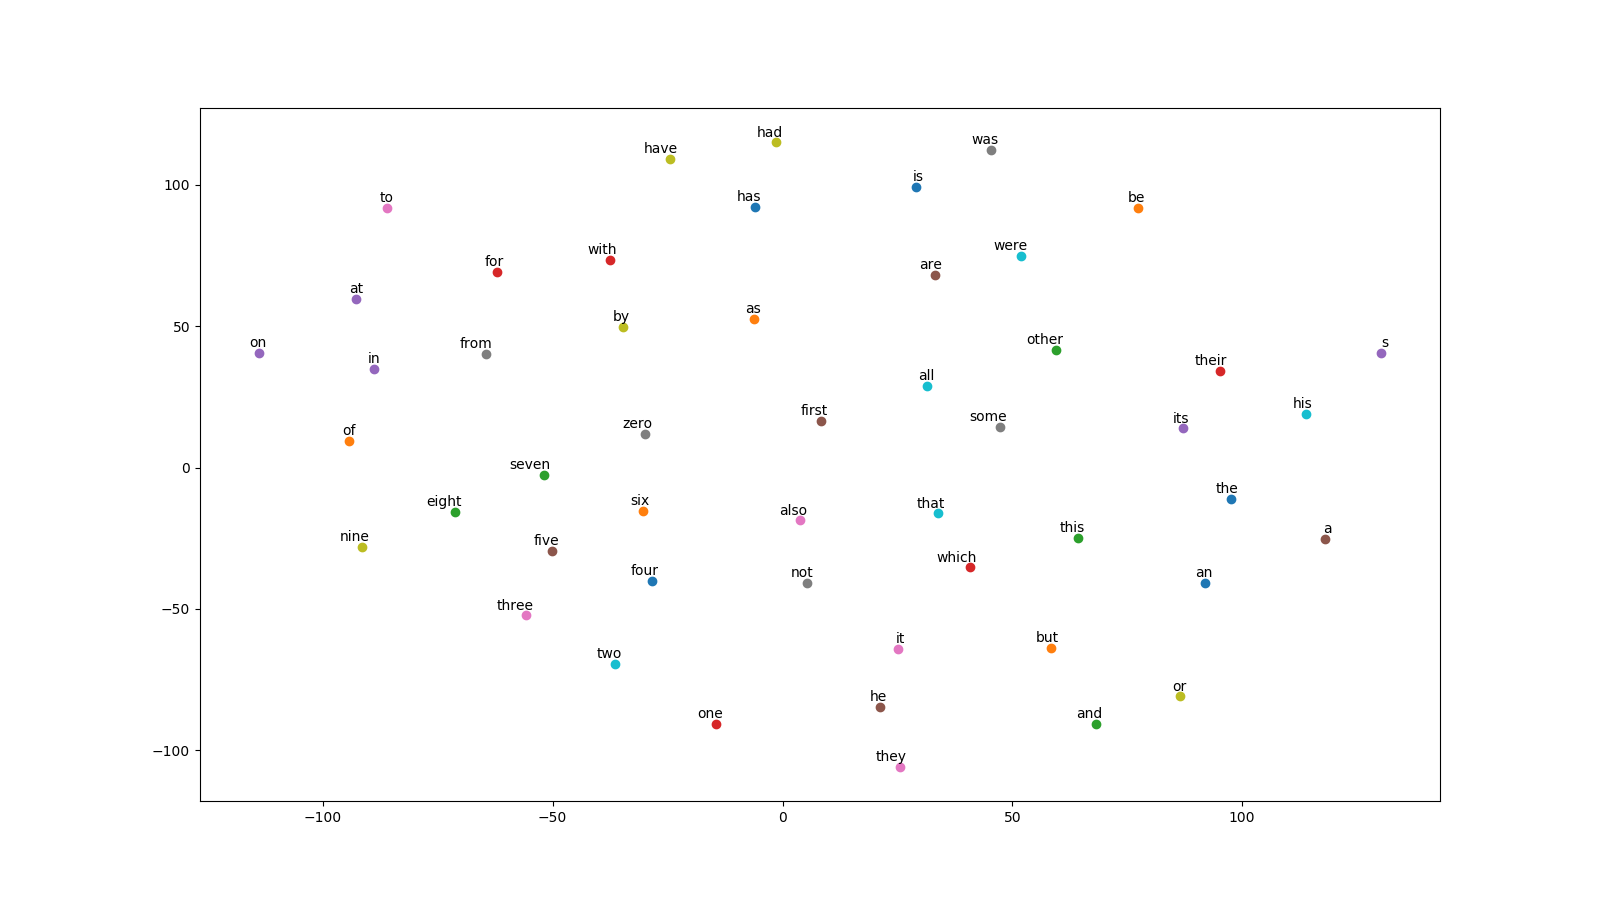 had
was
have
is
to
has
be
100
were
with
for
are
at
as
by
50
other
on
from
s
in
their
all
his
first
some
its
zero
of
seven
0
the
eight
six
that
also
this
a
nine
five
which
four
not
an
three
−50
it
but
two
or
he
one
and
−100
they
−100
−50
0
50
100